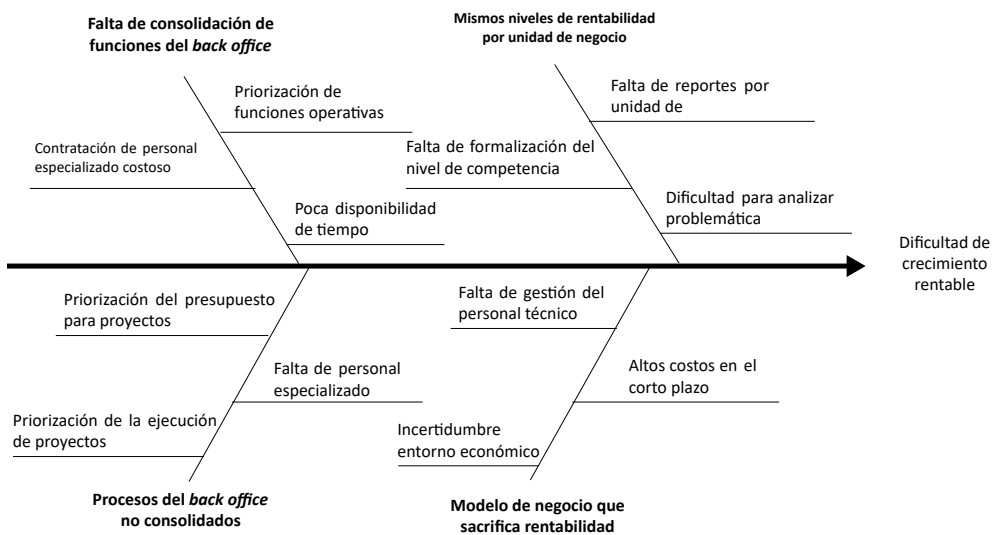 Falta de consolidación de
funciones del back office
Mismos niveles de rentabilidad
por unidad de negocio
Priorización de
funciones operativas
Falta de reportes por
unidad de
Contratación de personal
especializado costoso
Falta de formalización del
nivel de competencia
Poca disponibilidad
de tiempo
Dificultad para analizar
problemática
Dificultad de
crecimiento
rentable
Priorización del presupuesto
para proyectos
Falta de gestión del
personal técnico
Falta de personal
especializado
Altos costos en el
corto plazo
Priorización de la ejecución
de proyectos
Incertidumbre
entorno económico
Procesos del back office
no consolidados
Modelo de negocio que
sacrifica rentabilidad